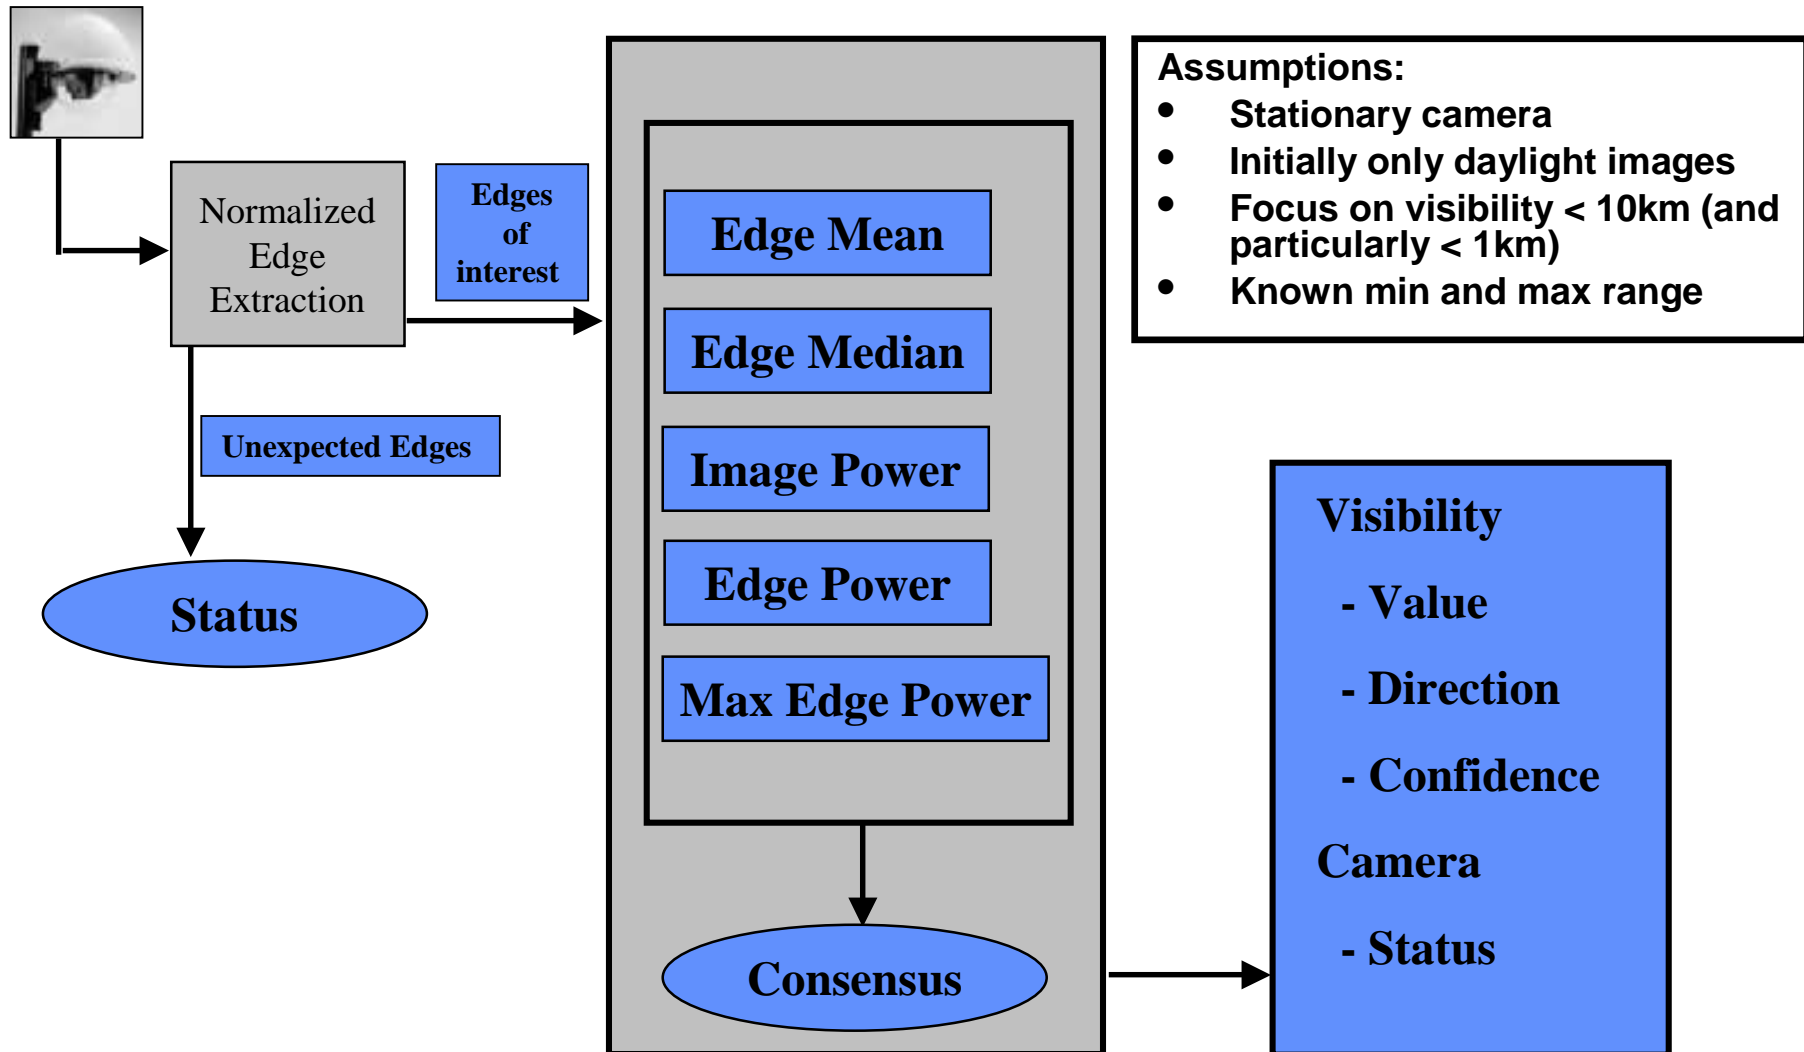 Assumptions:
• Stationary camera
• Initially only daylight images
• Focus on visibility < 10km (and
particularly < 1km)
• Known min and max range
Normalized
Edge
Extraction
Edges
of
interest
Unexpected Edges
Status
Edge Mean
Edge Median
Image Power
Edge Power
Max Edge Power
Consensus
Visibility
- Value
- Direction
- Confidence
Camera
- Status